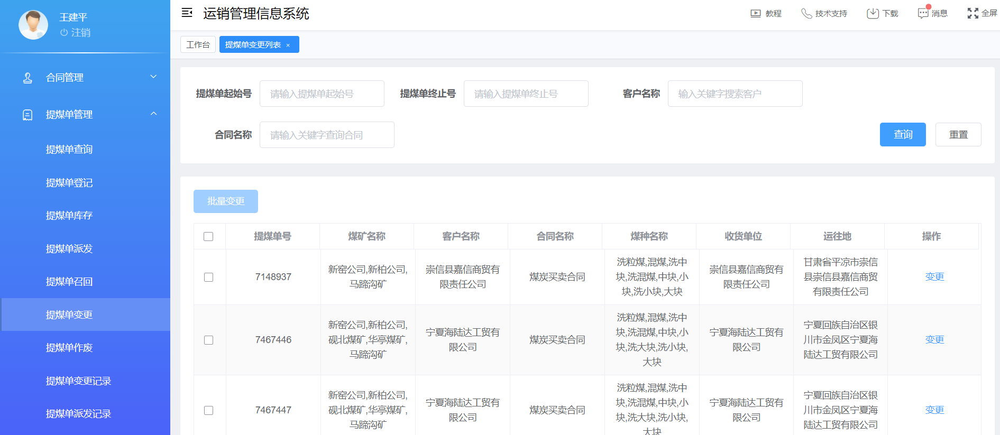 王建平
注销
合同管理
提煤单管理
提煤单查询
提煤单登记
提煤单库存
提煤单派发
提煤单召回
提煤单变更
提煤单作废
提煤单变更记录
提煤单派发记录
运销管理信息系统
教程
技术支持
下载
消息
全屏
工作台
提煤单变更列表 ×
提煤单起始号 请输入提煤单起始号
提煤单终止号 请输入提煤单终止号
客户名称 输入关键字搜索客户
合同名称 请输入关键字查询合同
查询
重置
批量变更
提煤单号 煤矿名称 客户名称 合同名称 煤种名称 收货单位 运往地 操作
7148937
新窑公司,新柏公司,
马蹄沟矿
崇信县嘉信商贸有
限责任公司
煤炭买卖合同
洗粒煤,混煤,洗中
块,洗混煤,中块,小
块,洗小块,大块
崇信县嘉信商贸有
限责任公司
甘肃省平凉市崇信
县崇信县嘉信商贸
有限责任公司
变更
7467446
新窑公司,新柏公司,
砚北煤矿,华亭煤矿,
马蹄沟矿
宁夏海陆达工贸有
限公司
煤炭买卖合同
洗粒煤,混煤,洗中
块,洗混煤,中块,小
块,洗大块,洗小块,
大块
宁夏海陆达工贸有
限公司
宁夏回族自治区银
川市金凤区宁夏海
陆达工贸有限公司
变更
7467447
新窑公司,新柏公司,
砚北煤矿,华亭煤矿,
马蹄沟矿
宁夏海陆达工贸有
限公司
煤炭买卖合同
洗粒煤,混煤,洗中
块,洗混煤,中块,小
块,洗大块,洗小块,
大块
宁夏海陆达工贸有
限公司
宁夏回族自治区银
川市金凤区宁夏海
陆达工贸有限公司
变更